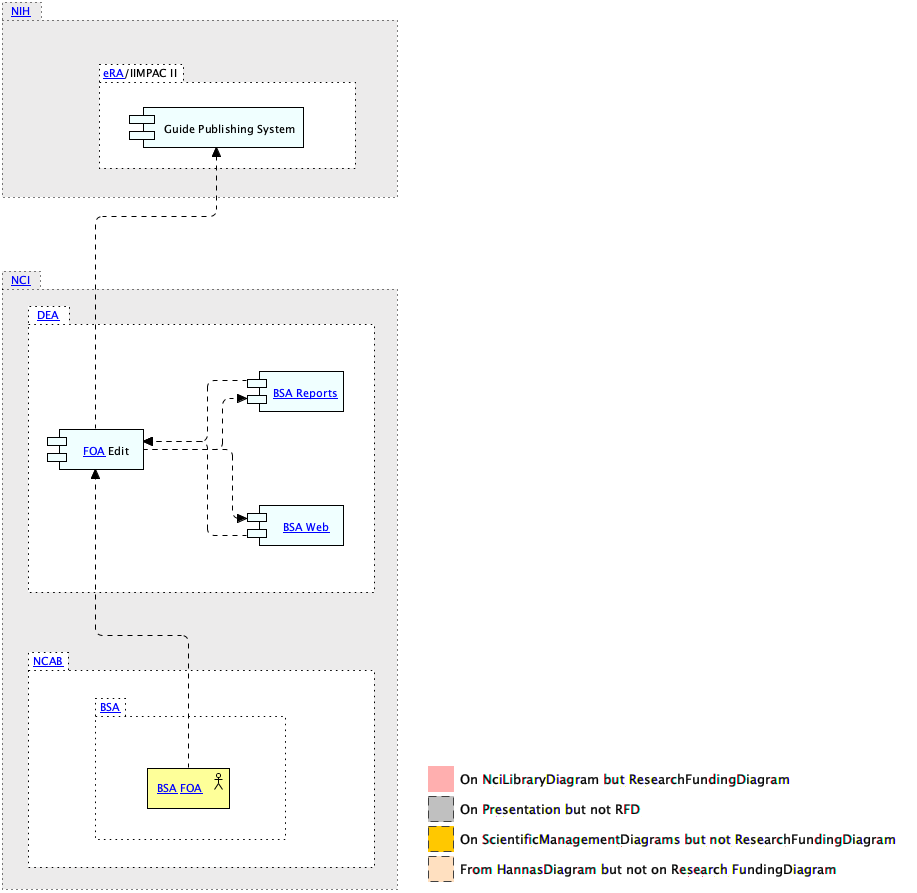 NIH
eRA/IIMPAC II
Guide Publishing System
NCI
DEA
BSA Reports
FOA Edit
BSA Web
NCAB
BSA
BSA FOA
On NciLibraryDiagram but ResearchFundingDiagram
On Presentation but not RFD
On ScientificManagementDiagrams but not ResearchFundingDiagram
From HannasDiagram but not on Research FundingDiagram